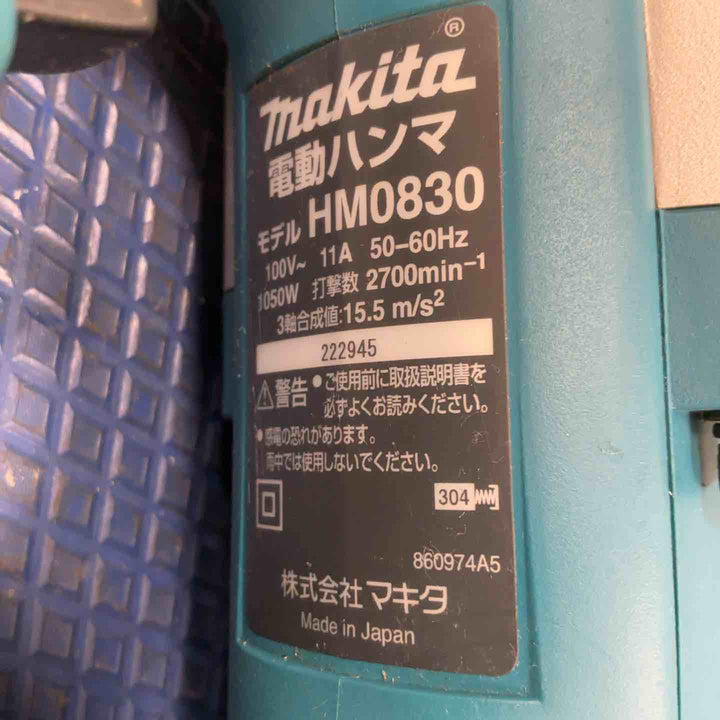 makita®
電動ハンマ
モデル HM0830
100V~ 11A 50-60Hz
1050W 打撃数 2700min⁻¹
3軸合成値:15.5 m/s²
222945
警告 ●ご使用前に取扱説明書を
必ずよくお読みください。
●感電の恐れがあります。
雨中では使用しないでください。
304
860974A5
株式会社 マキタ
Made in Japan